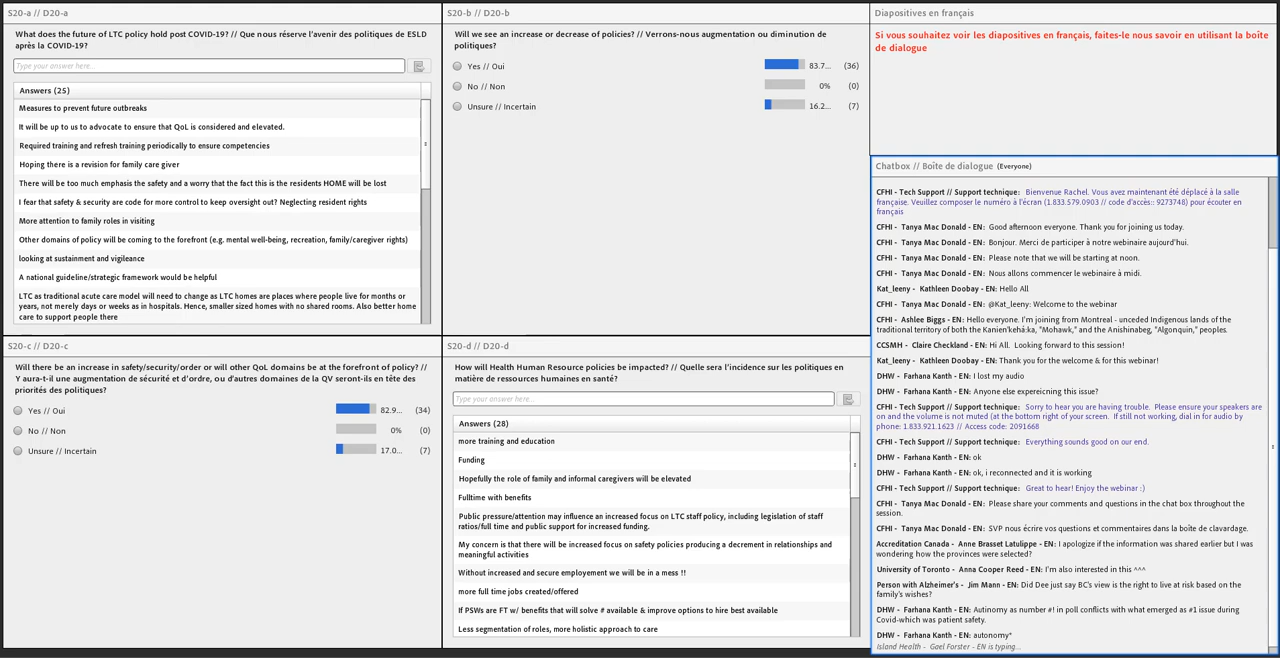 S20-a // D20-a
What does the future of LTC policy hold post COVID-19? // Que nous réserve l'avenir des politiques de ESLD
après la COVID-19?
Type your answer here...
Answers (25)
Measures to prevent future outbreaks
It will be up to us to advocate to ensure that QoL is considered and elevated.
Required training and refresh training periodically to ensure competencies
Hoping there is a revision for family care giver
There will be too much emphasis the safety and a worry that the fact this is the residents HOME will be lost
I fear that safety & security are code for more control to keep oversight out? Neglecting resident rights
More attention to family roles in visiting
Other domains of policy will be coming to the forefront (e.g. mental well-being, recreation, family/caregiver rights)
looking at sustainment and vigileance
A national guideline/strategic framework would be helpful
LTC as traditional acute care model will need to change as LTC homes are places where people live for months or
years, not merely days or weeks as in hospitals. Hence, smaller sized homes with no shared rooms. Also better home
care to support people there
S20-b // D20-b
Will we see an increase or decrease of policies? // Verrons-nous augmentation ou diminution de
politiques?
Yes // Oui 83.7... (36)
No // Non 0% (0)
Unsure // Incertain 16.2... (7)
S20-c // D20-c
Will there be an increase in safety/security/order or will other QoL domains be at the forefront of policy? //
Y aura-t-il une augmentation de sécurité et d'ordre, ou d'autres domaines de la QV seront-ils en tête des
priorités des politiques?
Yes // Oui 82.9... (34)
No // Non 0% (0)
Unsure // Incertain 17.0... (7)
S20-d // D20-d
How will Health Human Resource policies be impacted? // Quelle sera l'incidence sur les politiques en
matière de ressources humaines en santé?
Type your answer here...
Answers (28)
more training and education
Funding
Hopefully the role of family and informal caregivers will be elevated
Fulltime with benefits
Public pressure/attention may influence an increased focus on LTC staff policy, including legislation of staff
ratios/full time and public support for increased funding.
My concern is that there will be increased focus on safety policies producing a decrement in relationships and
meaningful activities
Without increased and secure employement we will be in a mess !!
more full time jobs created/offered
If PSWs are FT w/ benefits that will solve # available & improve options to hire best available
Less segmentation of roles, more holistic approach to care
Diapositives en français
Si vous souhaitez voir les diapositives en français, faites-le nous savoir en utilisant la boîte
de dialogue
Chatbox // Boîte de dialogue (Everyone)
CFHI - Tech Support // Support technique: Bienvenue Rachel. Vous avez maintenant été déplacé à la salle
française. Veuillez composer le numéro à l'écran (1.833.579.0903 // code d'accès:: 9273748) pour écouter en
français
CFHI - Tanya Mac Donald - EN: Good afternoon everyone. Thank you for joining us today.
CFHI - Tanya Mac Donald - EN: Bonjour. Merci de participer à notre webinaire aujourd'hui.
CFHI - Tanya Mac Donald - EN: Please note that we will be starting at noon.
CFHI - Tanya Mac Donald - EN: Nous allons commencer le webinaire à midi.
Kat_leeny - Kathleen Doobay - EN: Hello All
CFHI - Tanya Mac Donald - EN: @Kat_leeny: Welcome to the webinar
CFHI - Ashlee Biggs - EN: Hello everyone. I'm joining from Montreal - unceded Indigenous lands of the
traditional territory of both the Kanien'kehá:ka, "Mohawk," and the Anishinabeg, "Algonquin," peoples.
CCSMH - Claire Checkland - EN: Hi All. Looking forward to this session!
Kat_leeny - Kathleen Doobay - EN: Thank you for the welcome & for this webinar!
DHW - Farhana Kanth - EN: I lost my audio
DHW - Farhana Kanth - EN: Anyone else expereicning this issue?
CFHI - Tech Support // Support technique: Sorry to hear you are having trouble. Please ensure your speakers are
on and the volume is not muted (at the bottom right of your screen. If still not working, dial in for audio by
phone: 1.833.921.1623 // Access code: 2091668
CFHI - Tech Support // Support technique: Everything sounds good on our end.
DHW - Farhana Kanth - EN: ok
DHW - Farhana Kanth - EN: ok, i reconnected and it is working
CFHI - Tech Support // Support technique: Great to hear! Enjoy the webinar :)
CFHI - Tanya Mac Donald - EN: Please share your comments and questions in the chat box throughout the
session.
CFHI - Tanya Mac Donald - EN: SVP nous écrire vos questions et commentaires dans la boîte de clavardage.
Accreditation Canada - Anne Brasset Latulippe - EN: I apologize if the information was shared earlier but I was
wondering how the provinces were selected?
University of Toronto - Anna Cooper Reed - EN: I'm also interested in this ^^^
Person with Alzheimer's - Jim Mann - EN: Did Dee just say BC's view is the right to live at risk based on the
family's wishes?
DHW - Farhana Kanth - EN: Autinomy as number #! in poll conflicts with what emerged as #1 issue during
Covid-which was patient safety.
DHW - Farhana Kanth - EN: autonomy*
Island Health - Gael Forster - EN is typing...